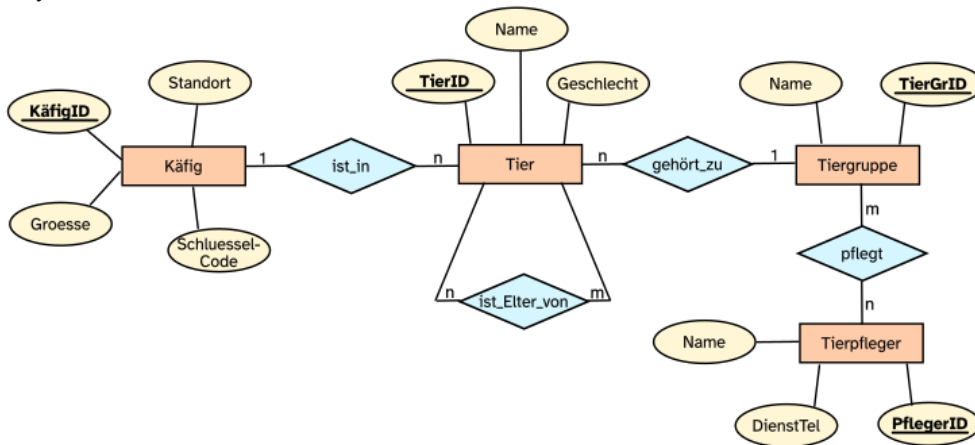 Name
Standort
TierID
Geschlecht
Name
TierGrID
KäfigID
Käfig
1
ist_in
n
Tier
n
gehört_zu
1
Tiergruppe
Groesse
Schluessel-
Code
m
pflegt
n
ist_Elter_von
m
n
Name
Tierpfleger
DienstTel
PflegerID